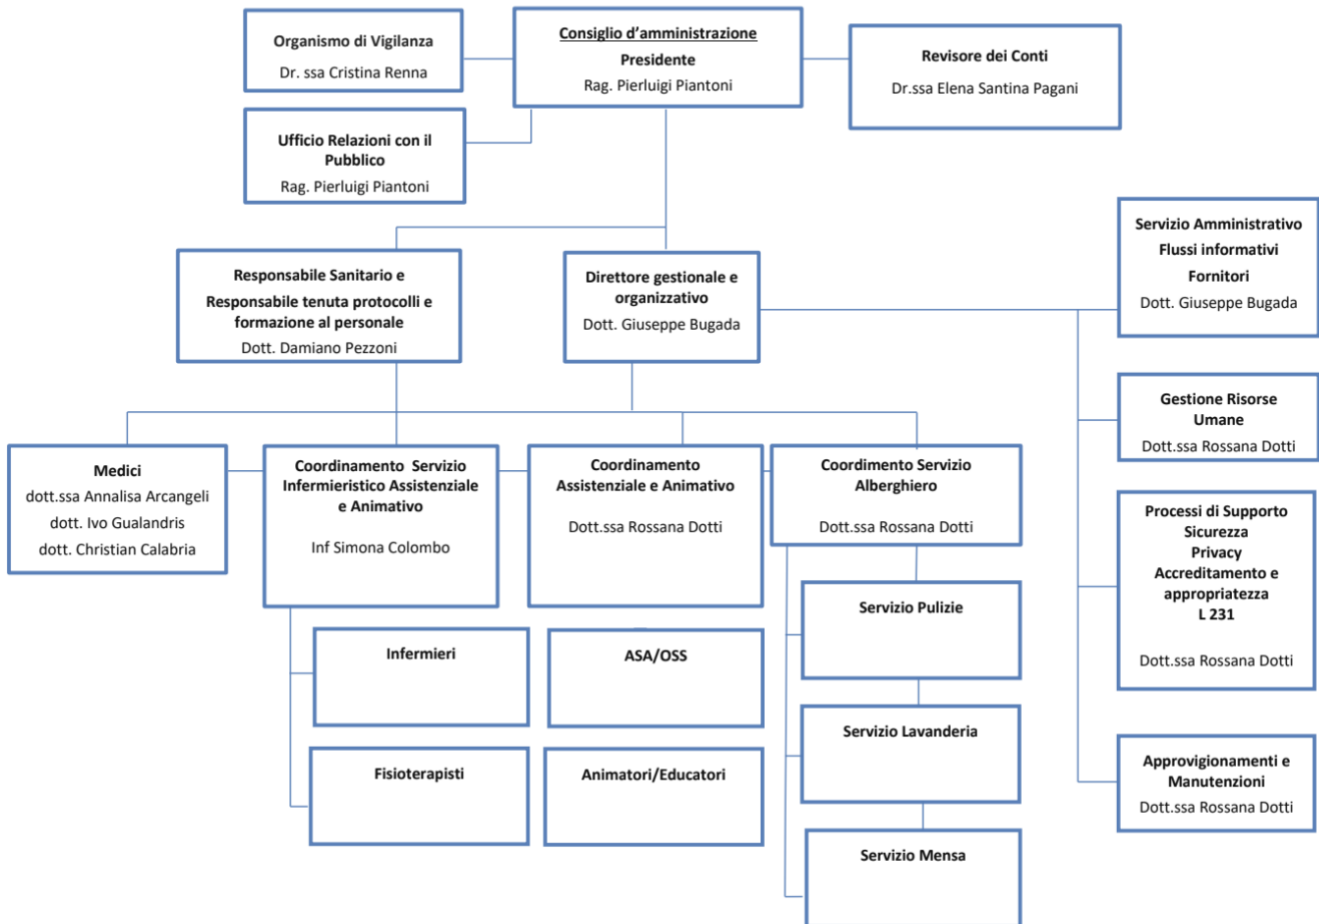 Organismo di Vigilanza
Dr. ssa Cristina Renna
Consiglio d'amministrazione
Presidente
Rag. Pierluigi Piantoni
Revisore dei Conti
Dr.ssa Elena Santina Pagani
Ufficio Relazioni con il
Pubblico
Rag. Pierluigi Piantoni
Responsabile Sanitario e
Responsabile tenuta protocolli e
formazione al personale
Dott. Damiano Pezzoni
Direttore gestionale e
organizzativo
Dott. Giuseppe Bugada
Servizio Amministrativo
Flussi informativi
Fornitori
Dott. Giuseppe Bugada
Gestione Risorse
Umane
Dott.ssa Rossana Dotti
Medici
dott.ssa Annalisa Arcangeli
dott. Ivo Gualandris
dott. Christian Calabria
Coordinamento Servizio
Infermieristico Assistenziale
e Animativo
Inf Simona Colombo
Coordinamento
Assistenziale e Animativo
Dott.ssa Rossana Dotti
Coordimento Servizio
Alberghiero
Dott.ssa Rossana Dotti
Processi di Supporto
Sicurezza
Privacy
Accreditamento e
appropriatezza
L 231
Dott.ssa Rossana Dotti
Infermieri
ASA/OSS
Servizio Pulizie
Fisioterapisti
Animatori/Educatori
Servizio Lavanderia
Servizio Mensa
Approvigionamenti e
Manutenzioni
Dott.ssa Rossana Dotti